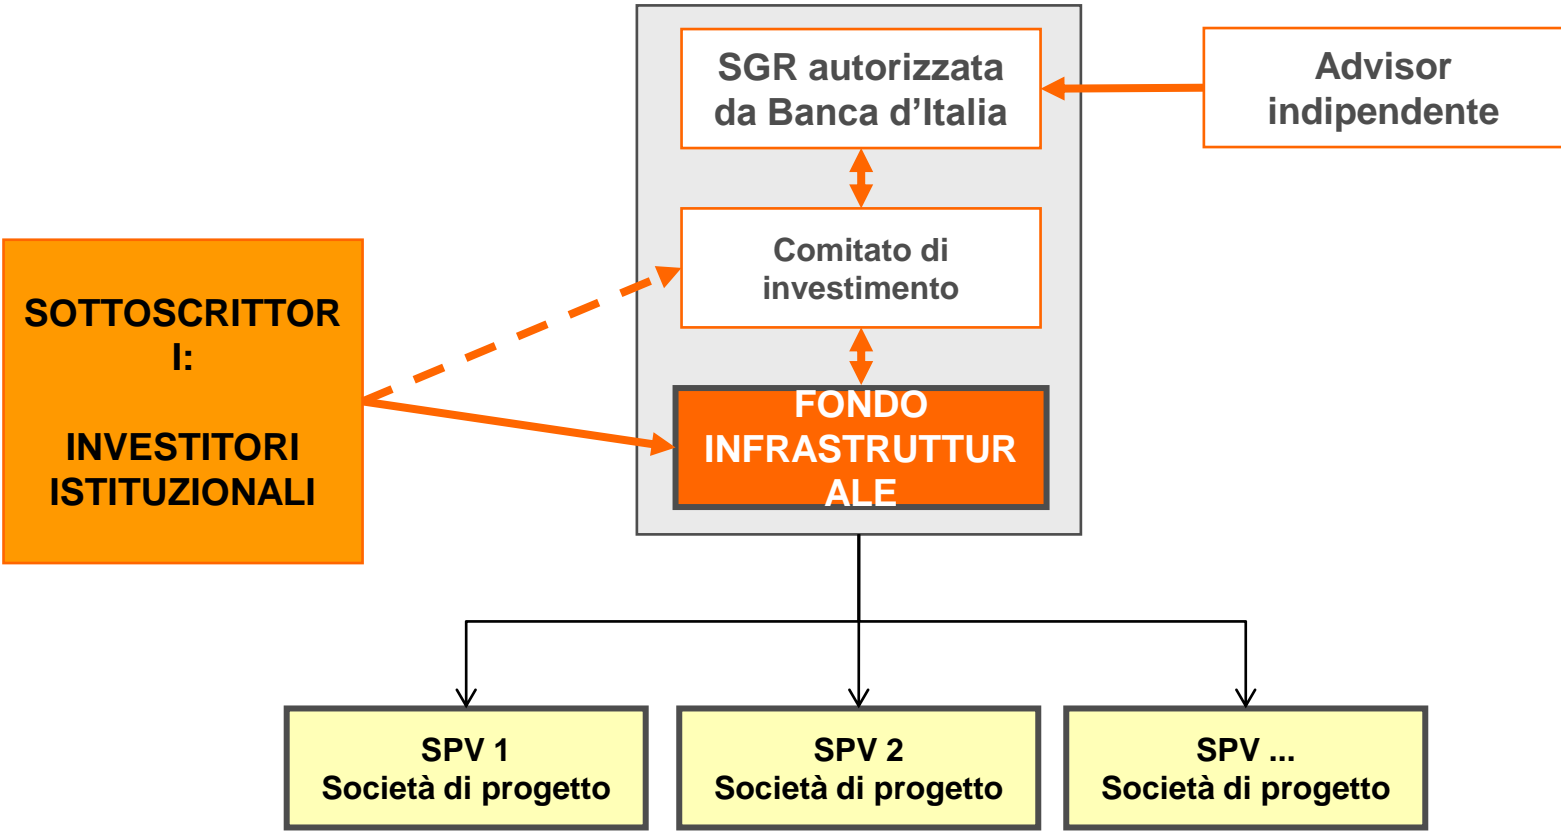 SGR autorizzata
da Banca d’Italia
Advisor
indipendente
Comitato di
investimento
SOTTOSCRITTOR
I:
INVESTITORI
ISTITUZIONALI
FONDO
INFRASTRUTTUR
ALE
SPV 1
Società di progetto
SPV 2
Società di progetto
SPV ...
Società di progetto